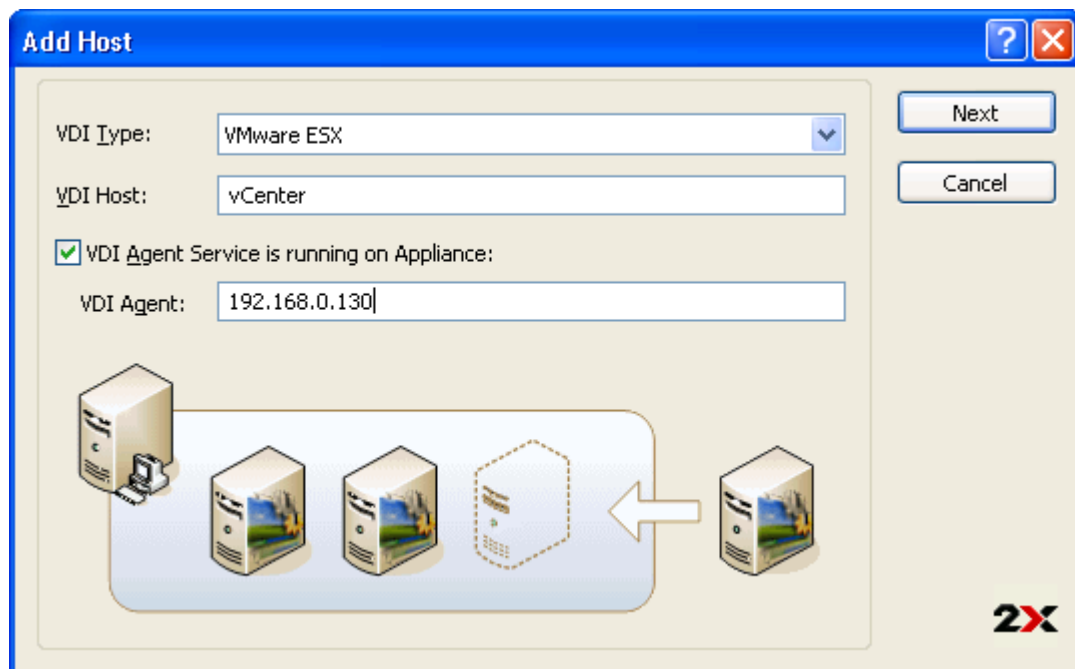 Add Host
VDI Type: VMware ESX
Next
VDI Host: vCenter
Cancel
VDI Agent Service is running on Appliance:
VDI Agent: 192.168.0.130
2X